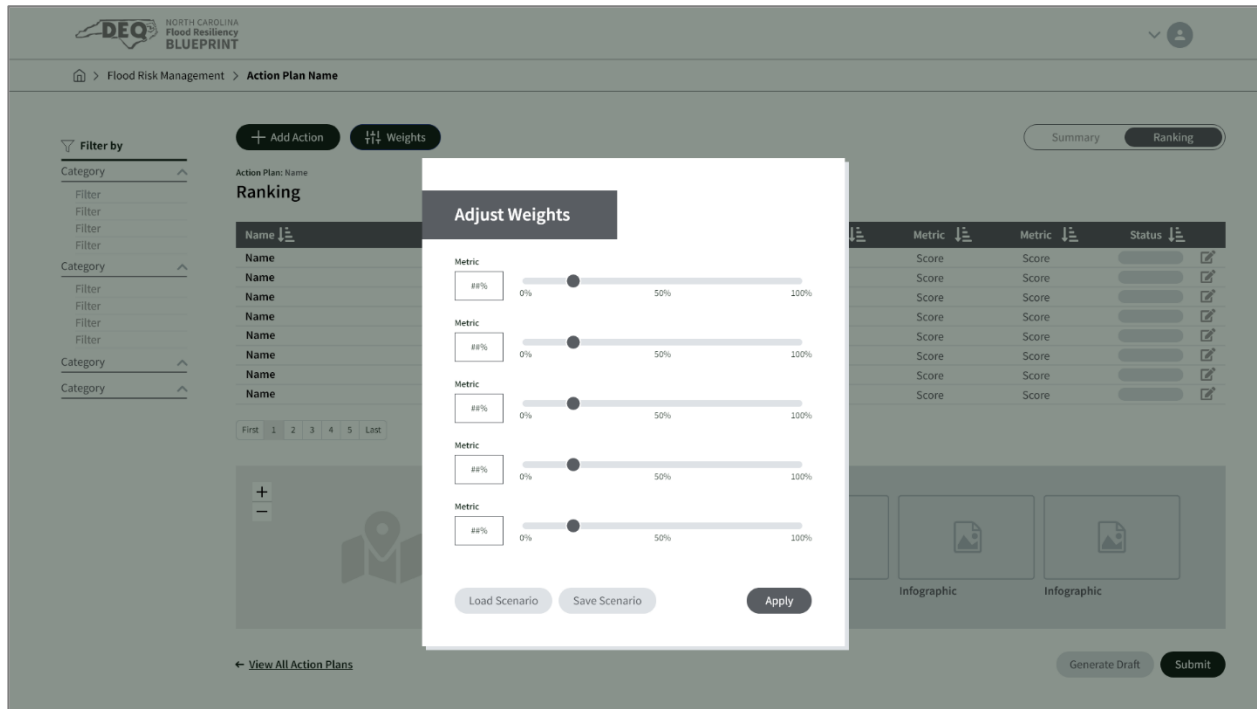 DEQ
NORTH CAROLINA
Flood Resiliency
BLUEPRINT
> Flood Risk Management > Action Plan Name
Filter by
Category
Filter
Filter
Filter
Filter
Category
Filter
Filter
Filter
Filter
Category
Category
+ Add Action
Weights
Summary
Ranking
Action Plan: Name
Ranking
Name
Metric
Metric
Status
Name
Score
Score
Name
Score
Score
Name
Score
Score
Name
Score
Score
Name
Score
Score
Name
Score
Score
Name
Score
Score
Name
Score
Score
First 1 2 3 4 5 Last
Adjust Weights
Metric
##%
0% 50% 100%
Metric
##%
0% 50% 100%
Metric
##%
0% 50% 100%
Metric
##%
0% 50% 100%
Metric
##%
0% 50% 100%
Load Scenario
Save Scenario
Apply
+
−
Infographic
Infographic
← View All Action Plans
Generate Draft
Submit